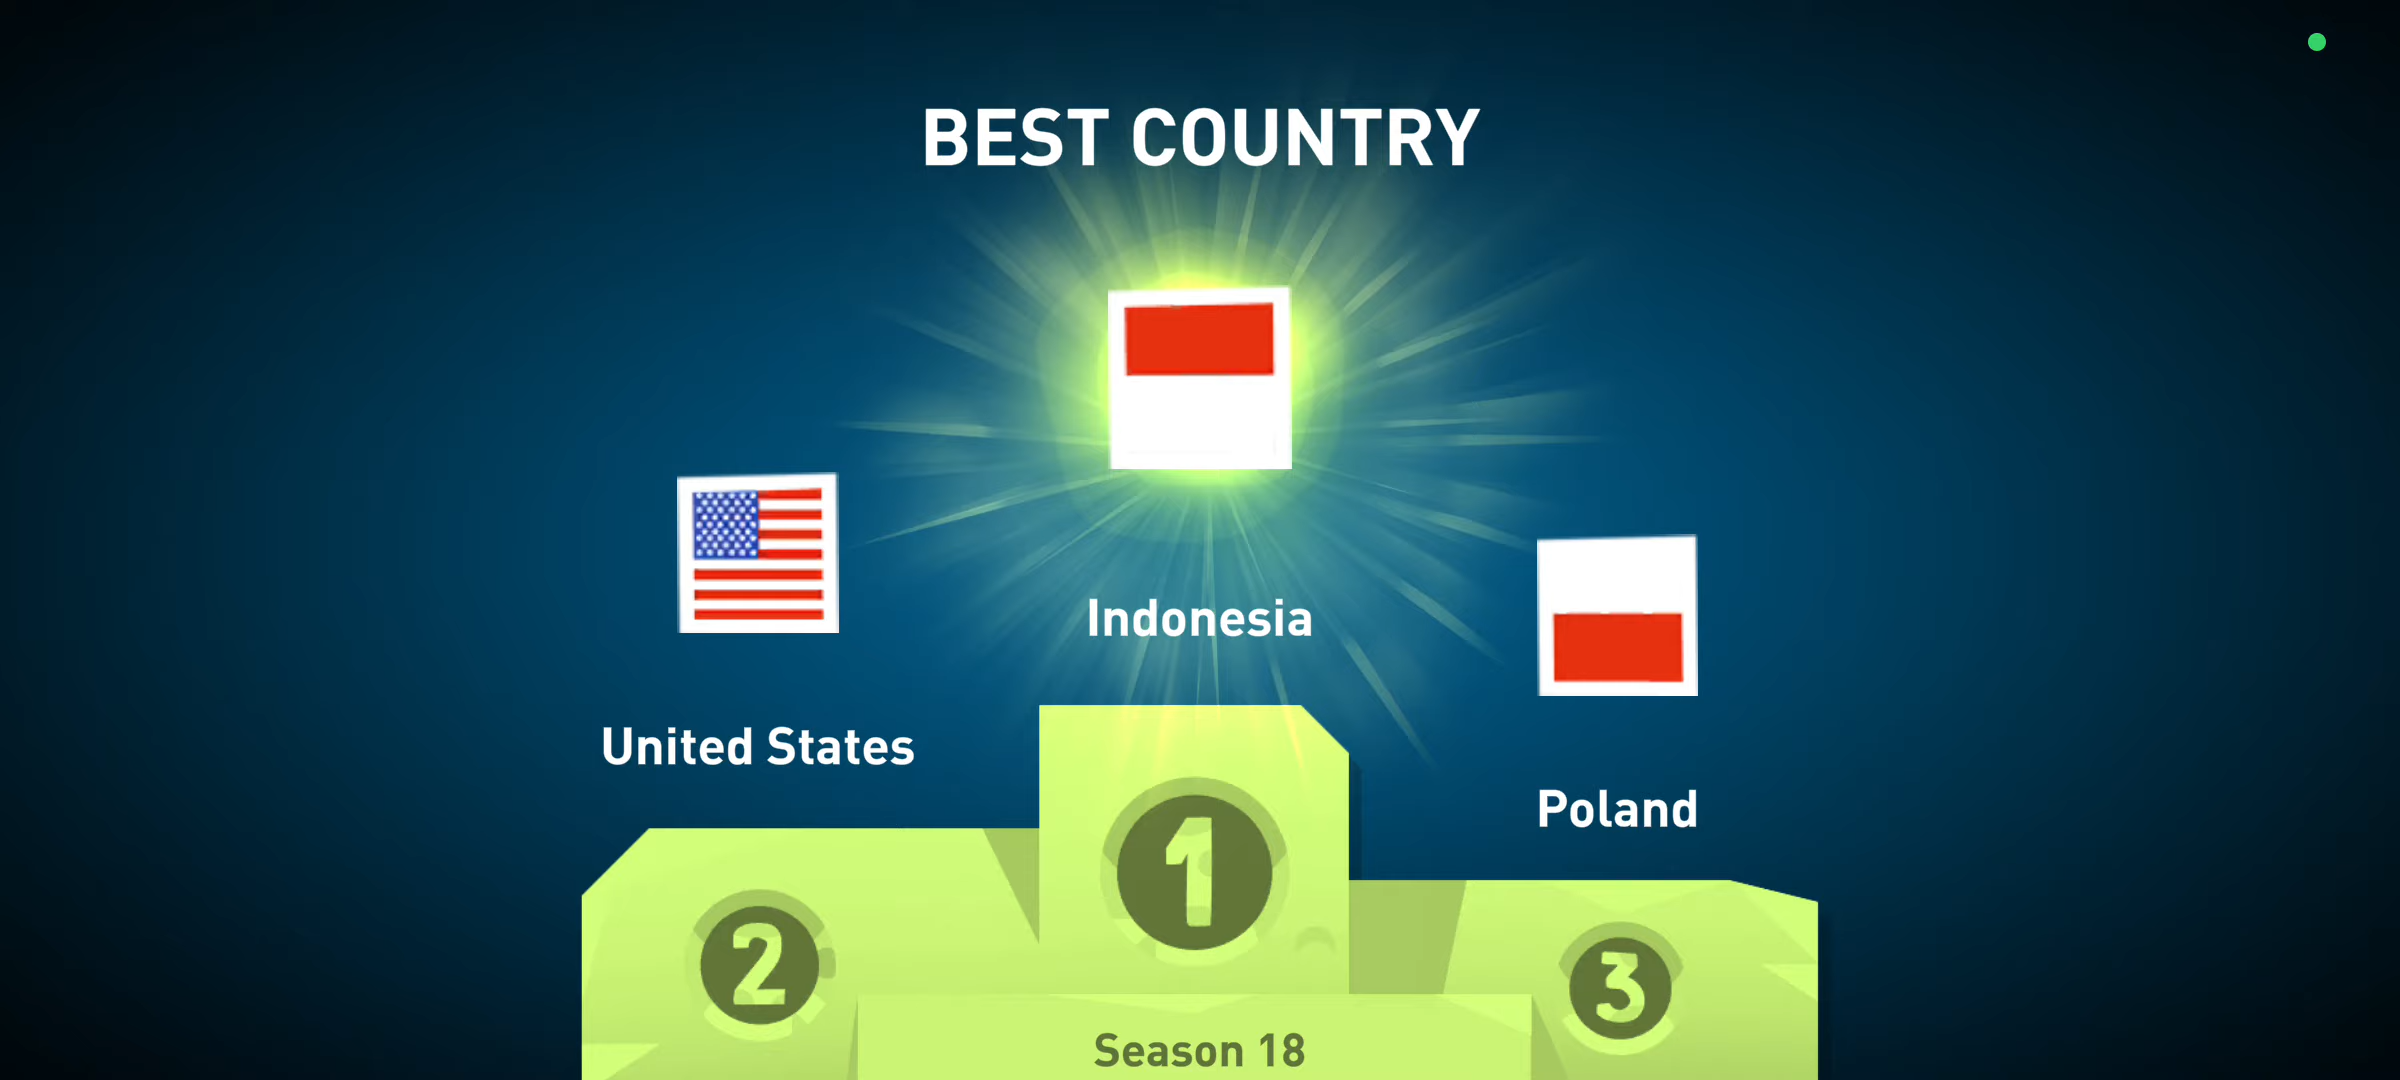 BEST COUNTRY
Indonesia
United States
Poland
1
2
3
Season 18